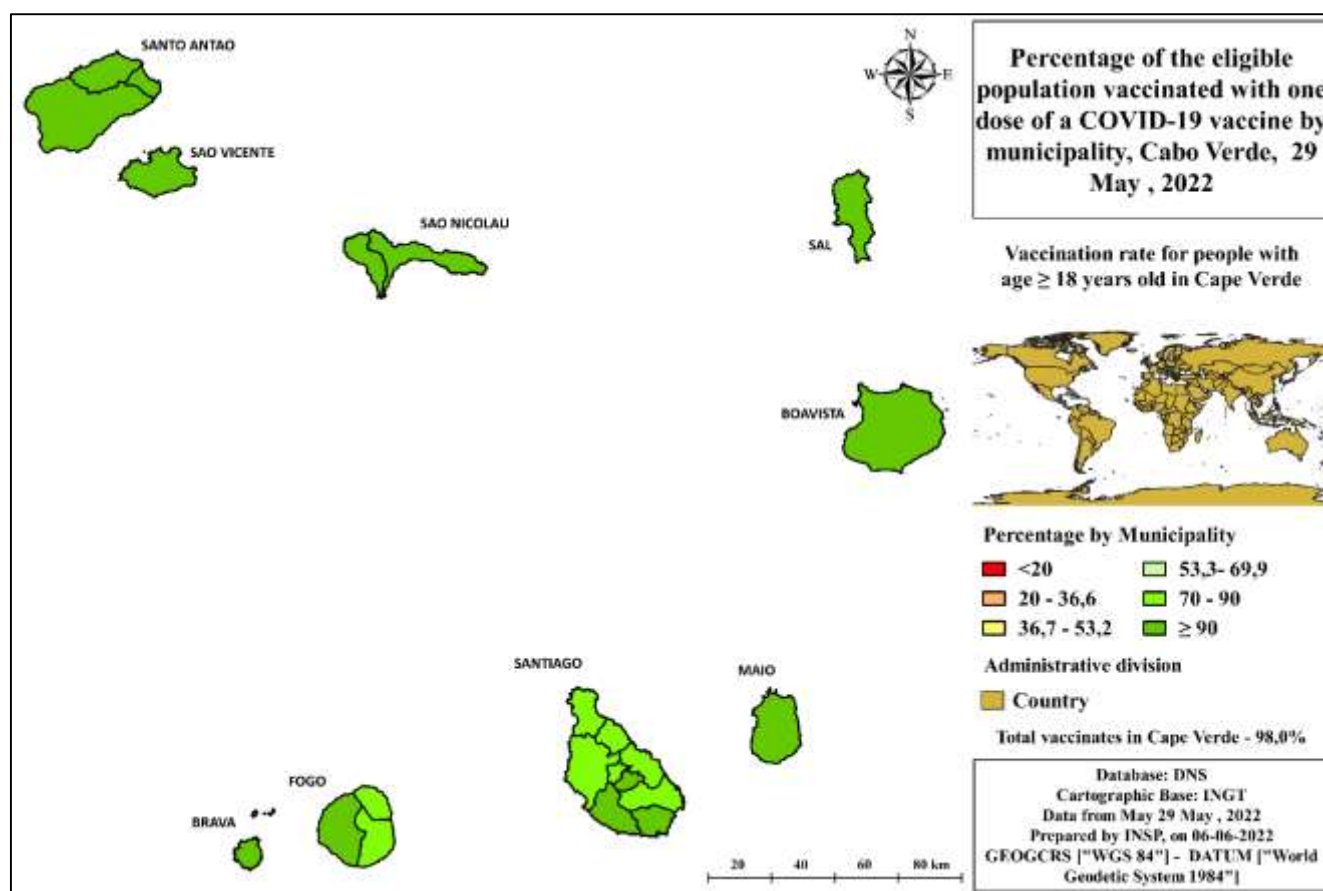 SANTO ANTAO
SAO VICENTE
SAO NICOLAU
SAL
BOAVISTA
SANTIAGO
MAIO
FOGO
BRAVA
N
W E
S
20 40 60 80 km
Percentage of the eligible
population vaccinated with one
dose of a COVID-19 vaccine by
municipality, Cabo Verde, 29
May , 2022
Vaccination rate for people with
age ≥ 18 years old in Cape Verde
Percentage by Municipality
<20
20 - 36,6
36,7 - 53,2
53,3- 69,9
70 - 90
≥ 90
Administrative division
Country
Total vaccinates in Cape Verde - 98,0%
Database: DNS
Cartographic Base: INGT
Data from May 29 May , 2022
Prepared by INSP, on 06-06-2022
GEOGCRS ["WGS 84"] - DATUM ["World
Geodetic System 1984"]